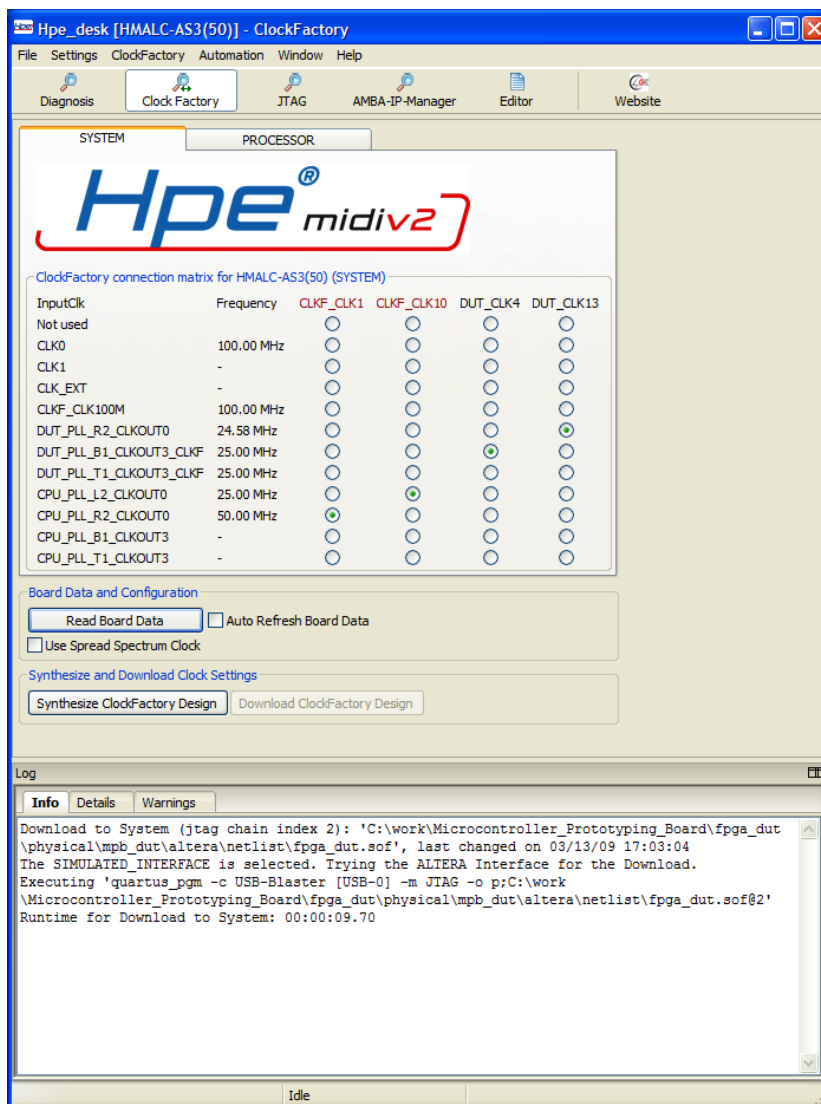 Hpe_desk [HMALC-AS3(50)] - ClockFactory
File Settings ClockFactory Automation Window Help
Diagnosis Clock Factory JTAG AMBA-IP-Manager Editor Website
SYSTEM PROCESSOR
Hpe® midiv2
ClockFactory connection matrix for HMALC-AS3(50) (SYSTEM)
InputClk Frequency CLKF_CLK1 CLKF_CLK10 DUT_CLK4 DUT_CLK13
Not used
CLK0 100.00 MHz
CLK1 -
CLK_EXT -
CLKF_CLK100M 100.00 MHz
DUT_PLL_R2_CLKOUT0 24.58 MHz
DUT_PLL_B1_CLKOUT3_CLKF 25.00 MHz
DUT_PLL_T1_CLKOUT3_CLKF 25.00 MHz
CPU_PLL_L2_CLKOUT0 25.00 MHz
CPU_PLL_R2_CLKOUT0 50.00 MHz
CPU_PLL_B1_CLKOUT3 -
CPU_PLL_T1_CLKOUT3 -
Board Data and Configuration
Read Board Data Auto Refresh Board Data
Use Spread Spectrum Clock
Synthesize and Download Clock Settings
Synthesize ClockFactory Design Download ClockFactory Design
Log
Info Details Warnings
Download to System (jtag chain index 2): 'C:\work\Microcontroller_Prototyping_Board\fpga_dut
\physical\mpb_dut\altera\netlist\fpga_dut.sof', last changed on 03/13/09 17:03:04
The SIMULATED_INTERFACE is selected. Trying the ALTERA Interface for the Download.
Executing 'quartus_pgm -c USB-Blaster [USB-0] -m JTAG -o p;C:\work
\Microcontroller_Prototyping_Board\fpga_dut\physical\mpb_dut\altera\netlist\fpga_dut.sof@2'
Runtime for Download to System: 00:00:09.70
Idle